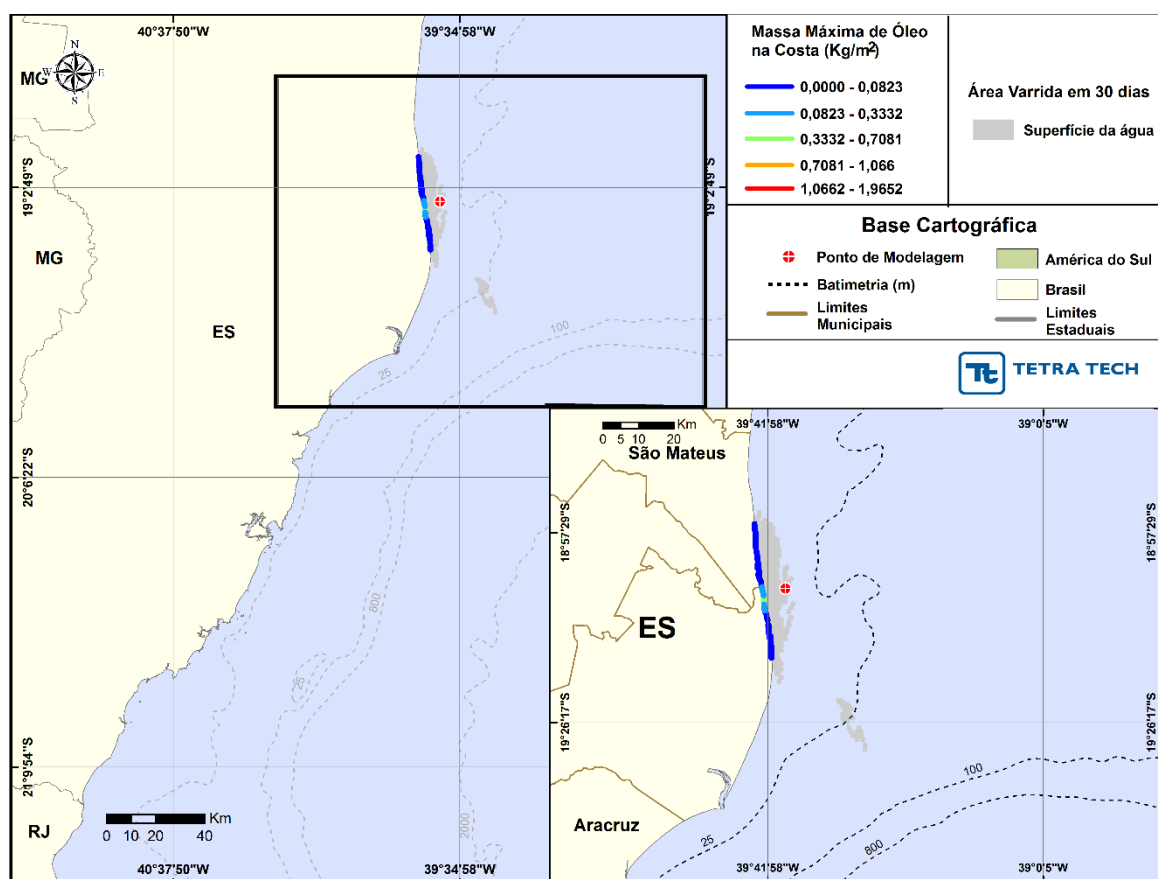 40°37'50"W
39°34'58"W
N
W
E
S
MG
19°2'49"S
19°2'49"S
MG
ES
100
25
20°6'22"S
800
25
21°19'54"S
Km
0 10 20 40
RJ
2000
40°37'50"W
39°34'58"W
Massa Máxima de Óleo
na Costa (Kg/m²)
0,0000 - 0,0823
0,0823 - 0,3332
0,3332 - 0,7081
0,7081 - 1,066
1,0662 - 1,9652
Área Varrida em 30 dias
Superfície da água
Base Cartográfica
Ponto de Modelagem
Batimetria (m)
Limites
Municipais
América do Sul
Brasil
Limites
Estaduais
Tt TETRA TECH
Km
0 5 10 20
39°41'58"W
39°0'5"W
São Mateus
18°57'29"S
18°57'29"S
ES
19°26'17"S
19°26'17"S
100
Aracruz
25
800
39°41'58"W
39°0'5"W